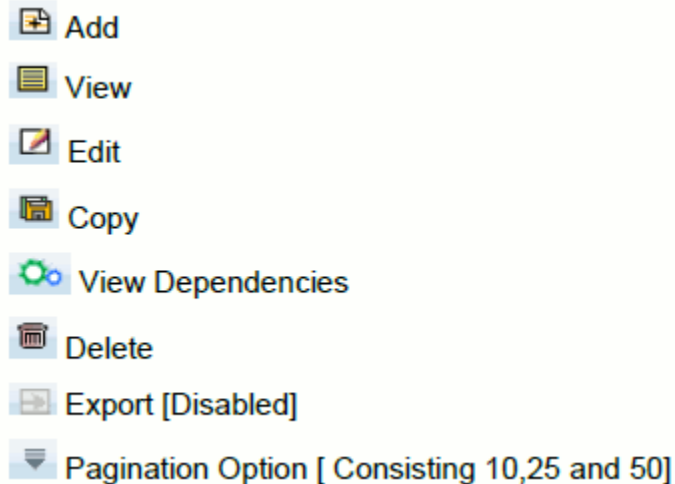 Add
View
Edit
Copy
View Dependencies
Delete
Export [Disabled]
Pagination Option [ Consisting 10,25 and 50]